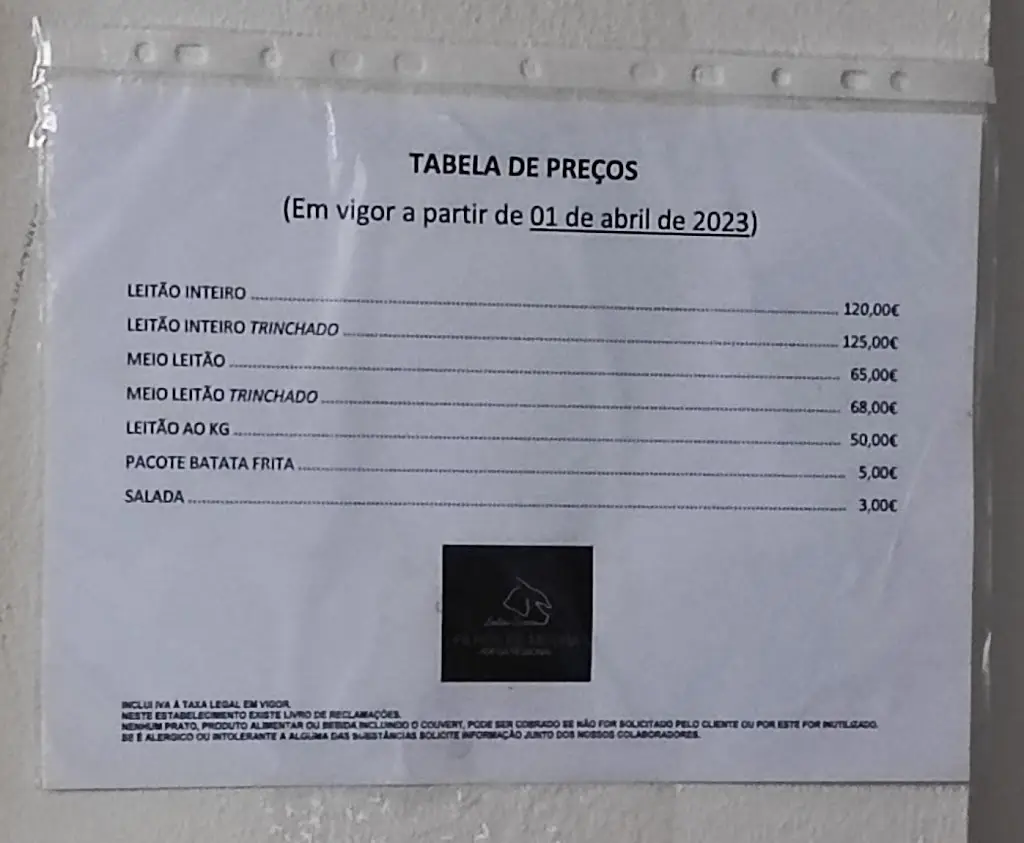 TABELA DE PREÇOS
(Em vigor a partir de 01 de abril de 2023)
LEITÃO INTEIRO 120,00€
LEITÃO INTEIRO TRINCHADO 125,00€
MEIO LEITÃO 65,00€
MEIO LEITÃO TRINCHADO 68,00€
LEITÃO AO KG 50,00€
PACOTE BATATA FRITA 5,00€
SALADA 3,00€
INCLUI IVA À TAXA LEGAL EM VIGOR.
NESTE ESTABELECIMENTO EXISTE LIVRO DE RECLAMAÇÕES.
NENHUM PRATO, PRODUTO ALIMENTAR OU BEBIDA INCLUINDO O COUVERT, PODE SER COBRADO SE NÃO FOR SOLICITADO PELO CLIENTE OU POR ESTE FOR INUTILIZADO.
SE É ALERGICO OU INTOLERANTE A ALGUMA DAS SUBSTÂNCIAS SOLICITE INFORMAÇÃO JUNTO DOS NOSSOS COLABORADORES.